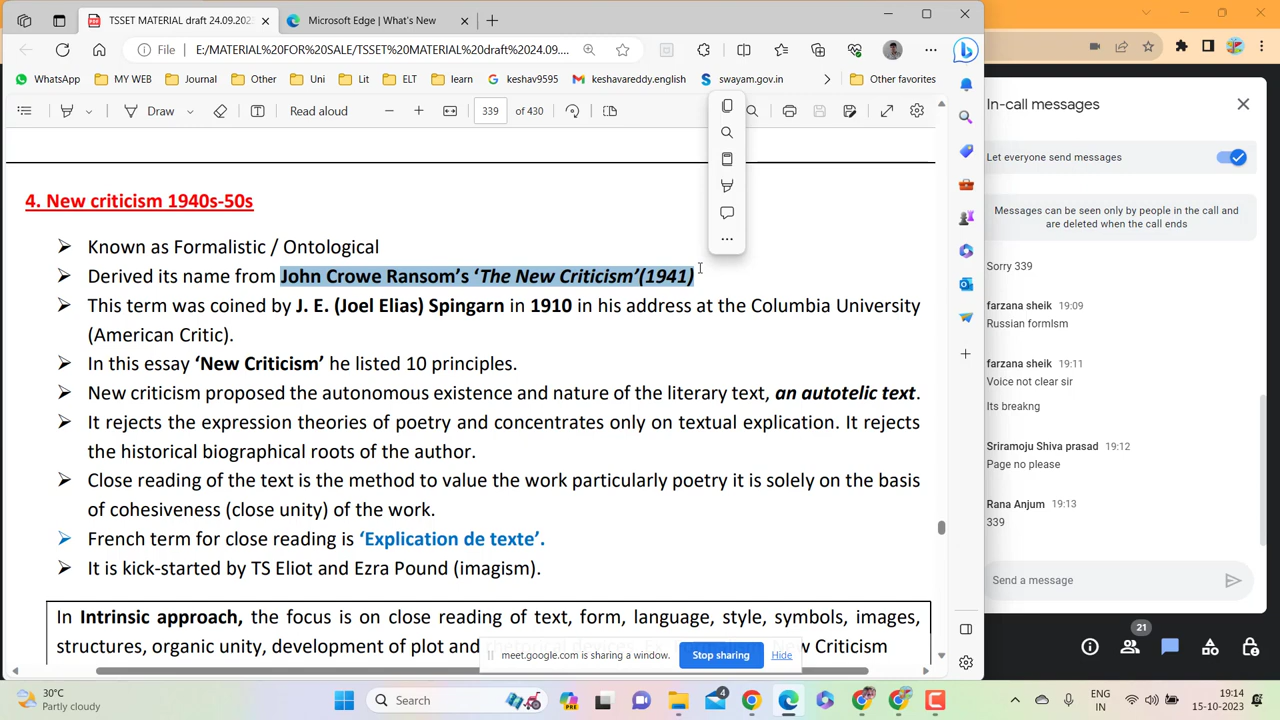 TSSET MATERIAL draft 24.09.202
Microsoft Edge | What's New
File
E:/MATERIAL%20FOR%20SALE/TSSET%20MATERIAL%20draft%2024.09....
WhatsApp
MY WEB
Journal
Other
Uni
Lit
ELT
learn
keshav9595
keshavareddy.english
swayam.gov.in
Other favorites
Draw
Read aloud
339 of 430
4. New criticism 1940s-50s
➢ Known as Formalistic / Ontological
➢ Derived its name from John Crowe Ransom's 'The New Criticism'(1941)
➢ This term was coined by J. E. (Joel Elias) Spingarn in 1910 in his address at the Columbia University
(American Critic).
➢ In this essay 'New Criticism' he listed 10 principles.
➢ New criticism proposed the autonomous existence and nature of the literary text, an autotelic text.
➢ It rejects the expression theories of poetry and concentrates only on textual explication. It rejects
the historical biographical roots of the author.
➢ Close reading of the text is the method to value the work particularly poetry it is solely on the basis
of cohesiveness (close unity) of the work.
➢ French term for close reading is 'Explication de texte'.
➢ It is kick-started by TS Eliot and Ezra Pound (imagism).
In Intrinsic approach, the focus is on close reading of text, form, language, style, symbols, images,
structures, organic unity, development of plot and
w Criticism
meet.google.com is sharing a window.
Stop sharing
Hide
In-call messages
Let everyone send messages
Messages can be seen only by people in the call and
are deleted when the call ends
Sorry 339
farzana sheik 19:09
Russian formlsm
farzana sheik 19:11
Voice not clear sir
Its breakng
Sriramoju Shiva prasad 19:12
Page no please
Rana Anjum 19:13
339
Send a message
21
30°C
Partly cloudy
Search
PRE
4
ENG
IN
19:14
15-10-2023